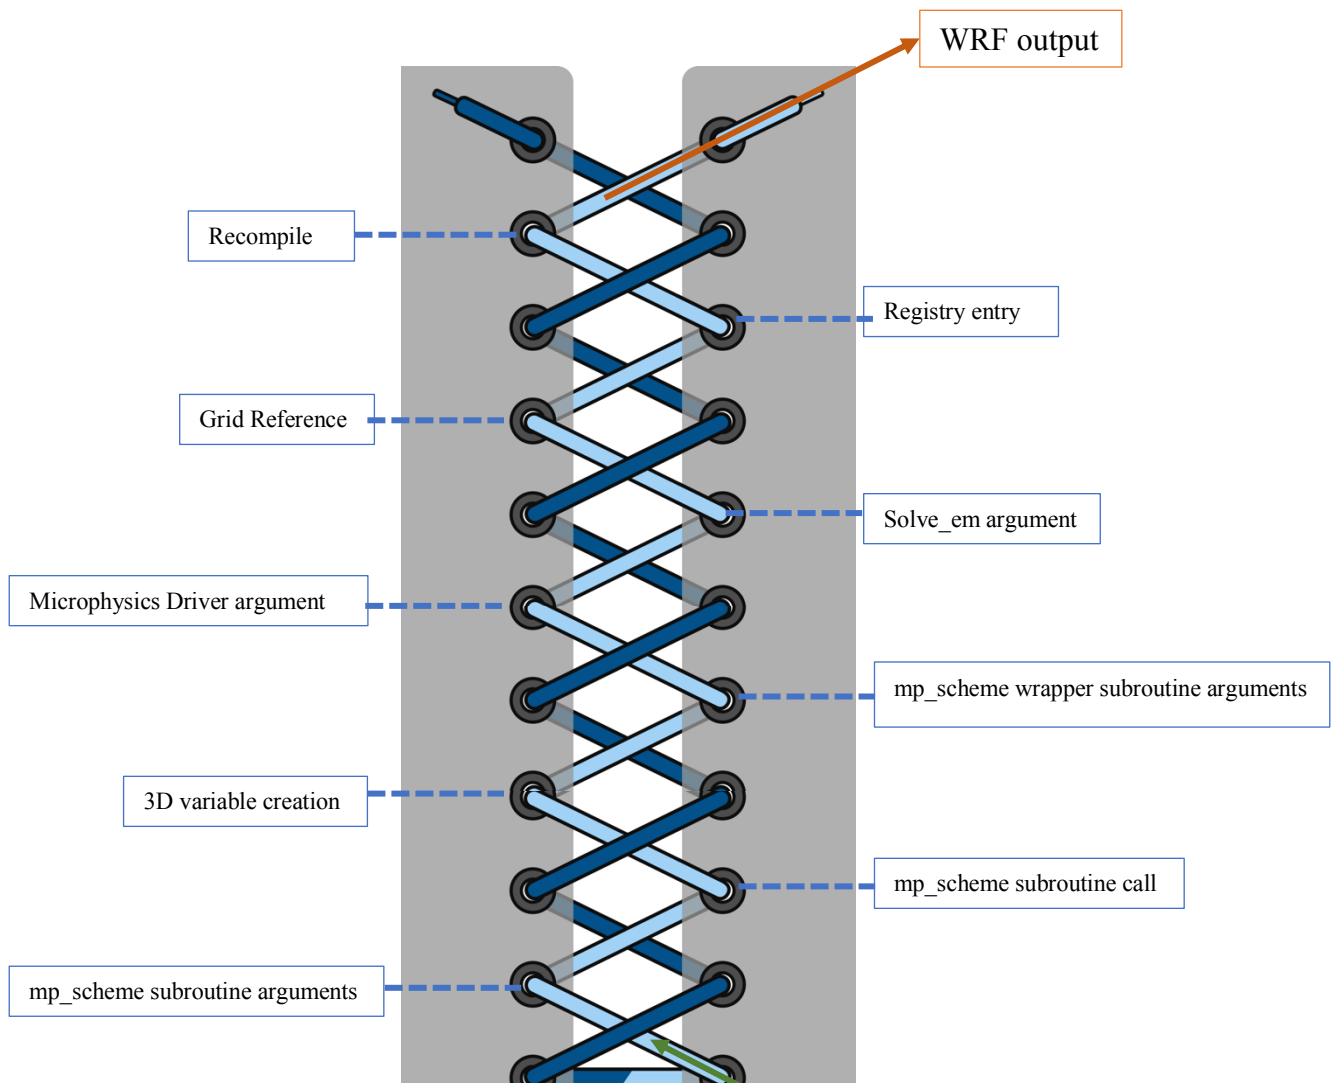 WRF output
Recompile
Registry entry
Grid Reference
Solve_em argument
Microphysics Driver argument
mp_scheme wrapper subroutine arguments
3D variable creation
mp_scheme subroutine call
mp_scheme subroutine arguments